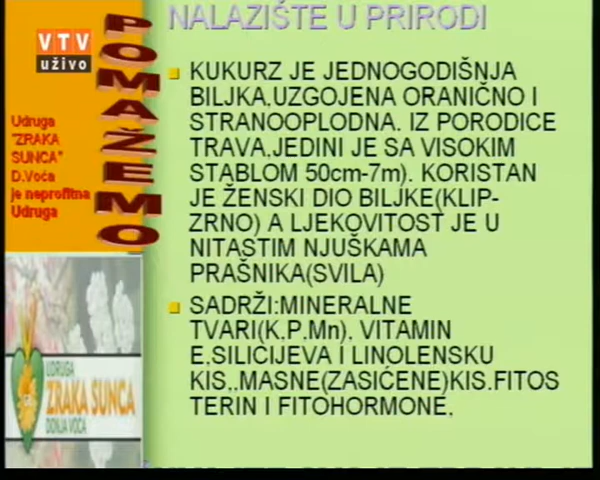 NALAZIŠTE U PRIRODI
VTV
uživo
POMAŽEMO
Udruga
"ZRAKA
SUNCA"
D.Voća
je neprofitna
Udruga
KUKURZ JE JEDNOGODIŠNJA
BILJKA,UZGOJENA ORANIČNO I
STRANOOPLODNA. IZ PORODICE
TRAVA,JEDINI JE SA VISOKIM
STABLOM 50cm-7m). KORISTAN
JE ŽENSKI DIO BILJKE(KLIP-
ZRNO) A LJEKOVITOST JE U
NITASTIM NJUŠKAMA
PRAŠNIKA(SVILA)
SADRŽI:MINERALNE
TVARI(K.P.Mn), VITAMIN
E,SILICIJEVA I LINOLENSKU
KIS..MASNE(ZASIĆENE)KIS.FITOS
TERIN I FITOHORMONE.
UDRUGA
ZRAKA SUNCA
DONJA VOĆA